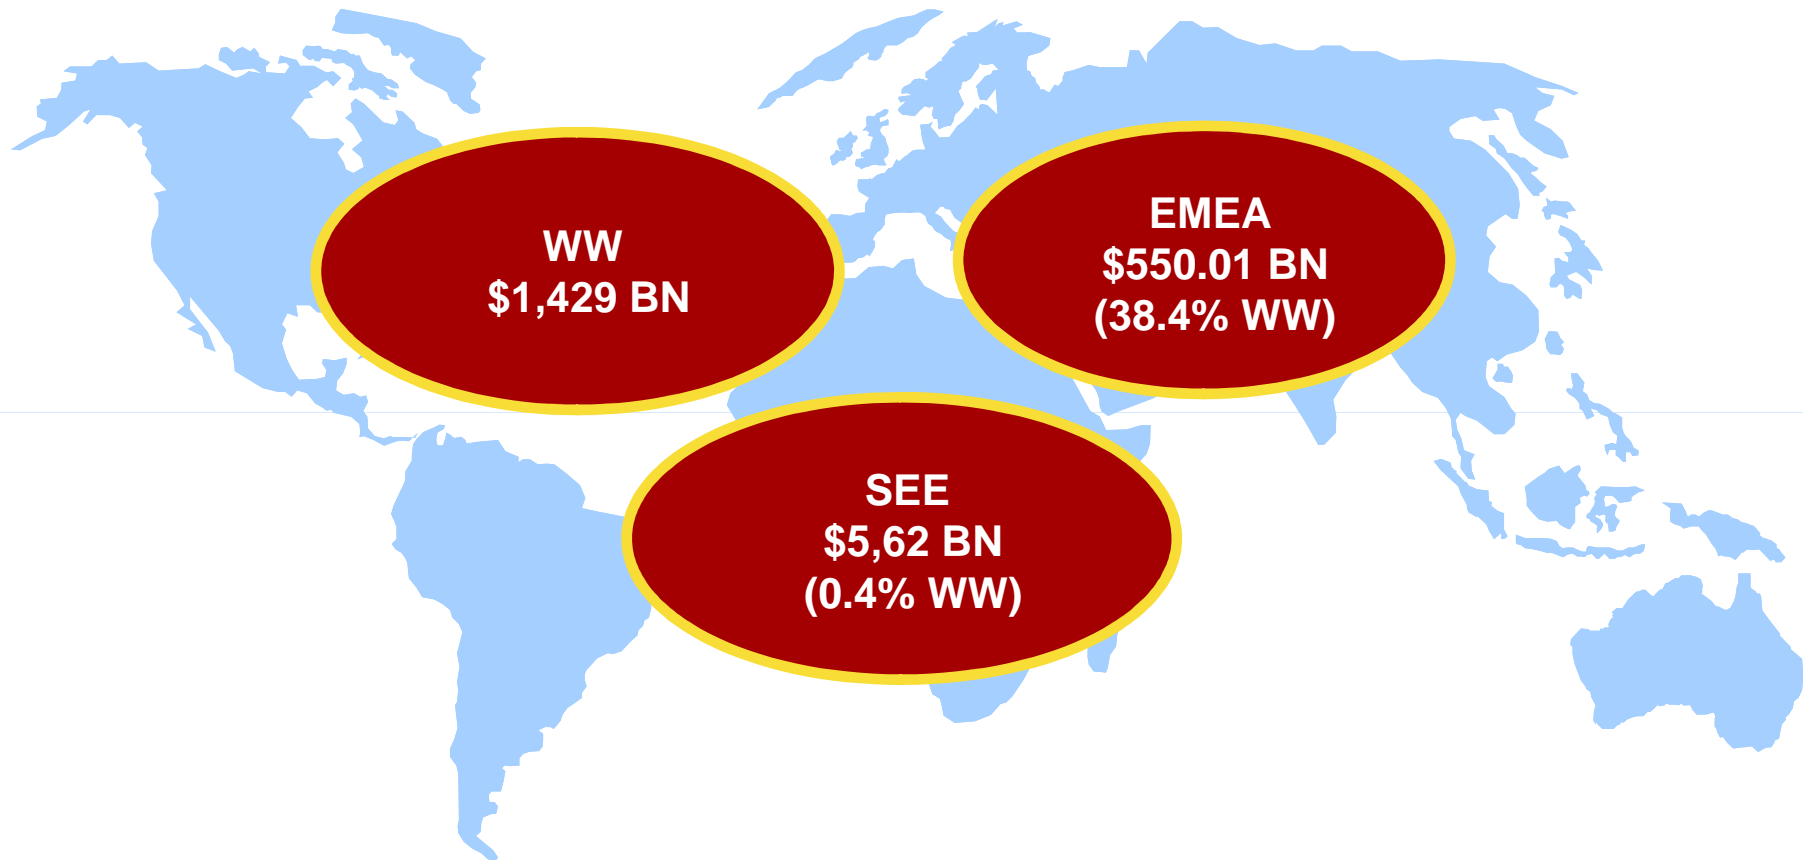 WW
$1,429 BN
EMEA
$550.01 BN
(38.4% WW)
SEE
$5,62 BN
(0.4% WW)